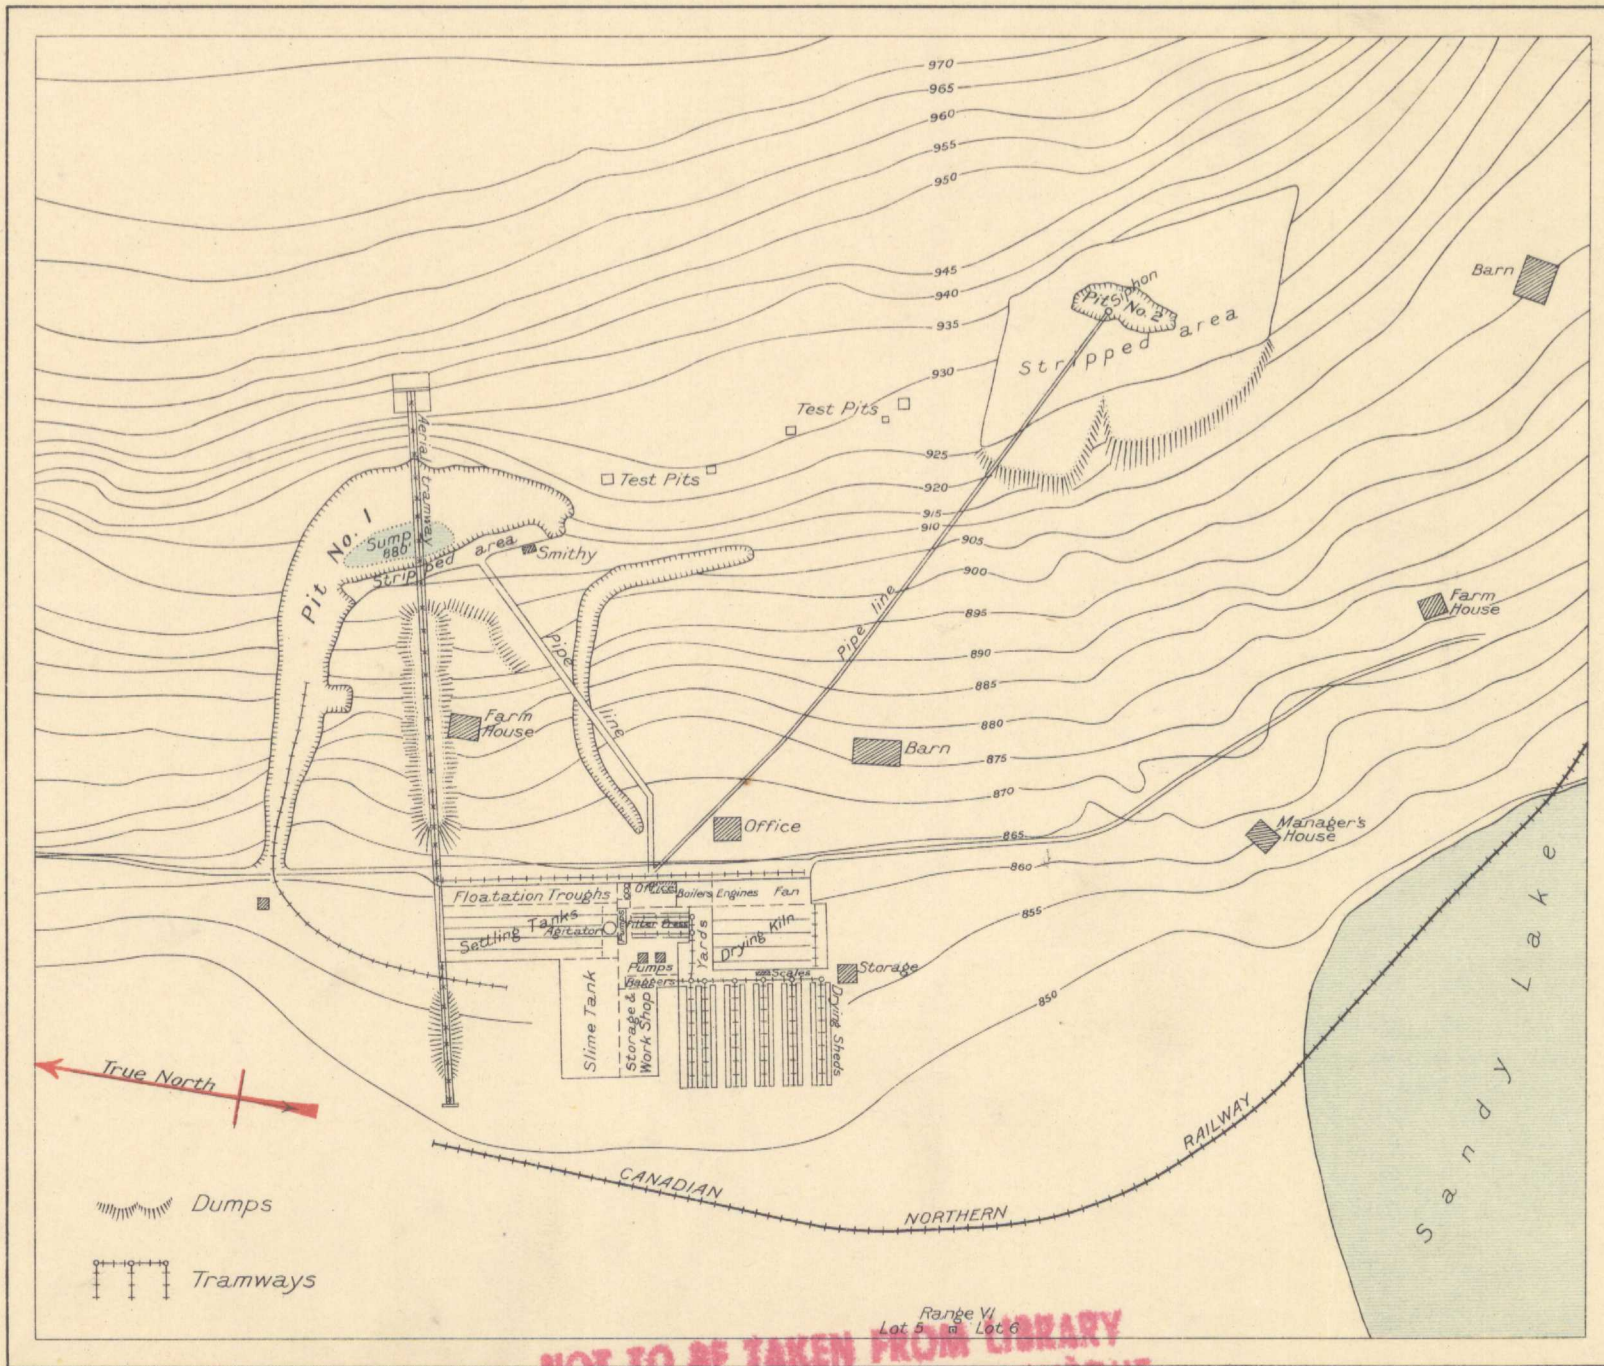 970
965
960
955
950
945
940
935
930
925
920
915
910
905
900
895
890
885
880
875
870
865
860
855
850
Barn
Siphon
Pit No. 2
Stripped area
Test Pits
Test Pits
Aerial tramway
Pit No. 1
Sump
880'
Stripped area
Smithy
Pipe line
Pipe line
Farm
House
Farm
House
Barn
Office
Manager's
House
Floatation Troughs
Office
Boilers
Engines
Fan
Settling Tanks
Agitator
Filter Press
Yards
Drying Kiln
Pumps
Scales
Storage
Slime Tank
Storage &
Work Shop
Drying Sheds
True North
Sandy Lake
CANADIAN NORTHERN RAILWAY
Dumps
Tramways
Range VI
Lot 5
Lot 6
NOT TO BE TAKEN FROM LIBRARY